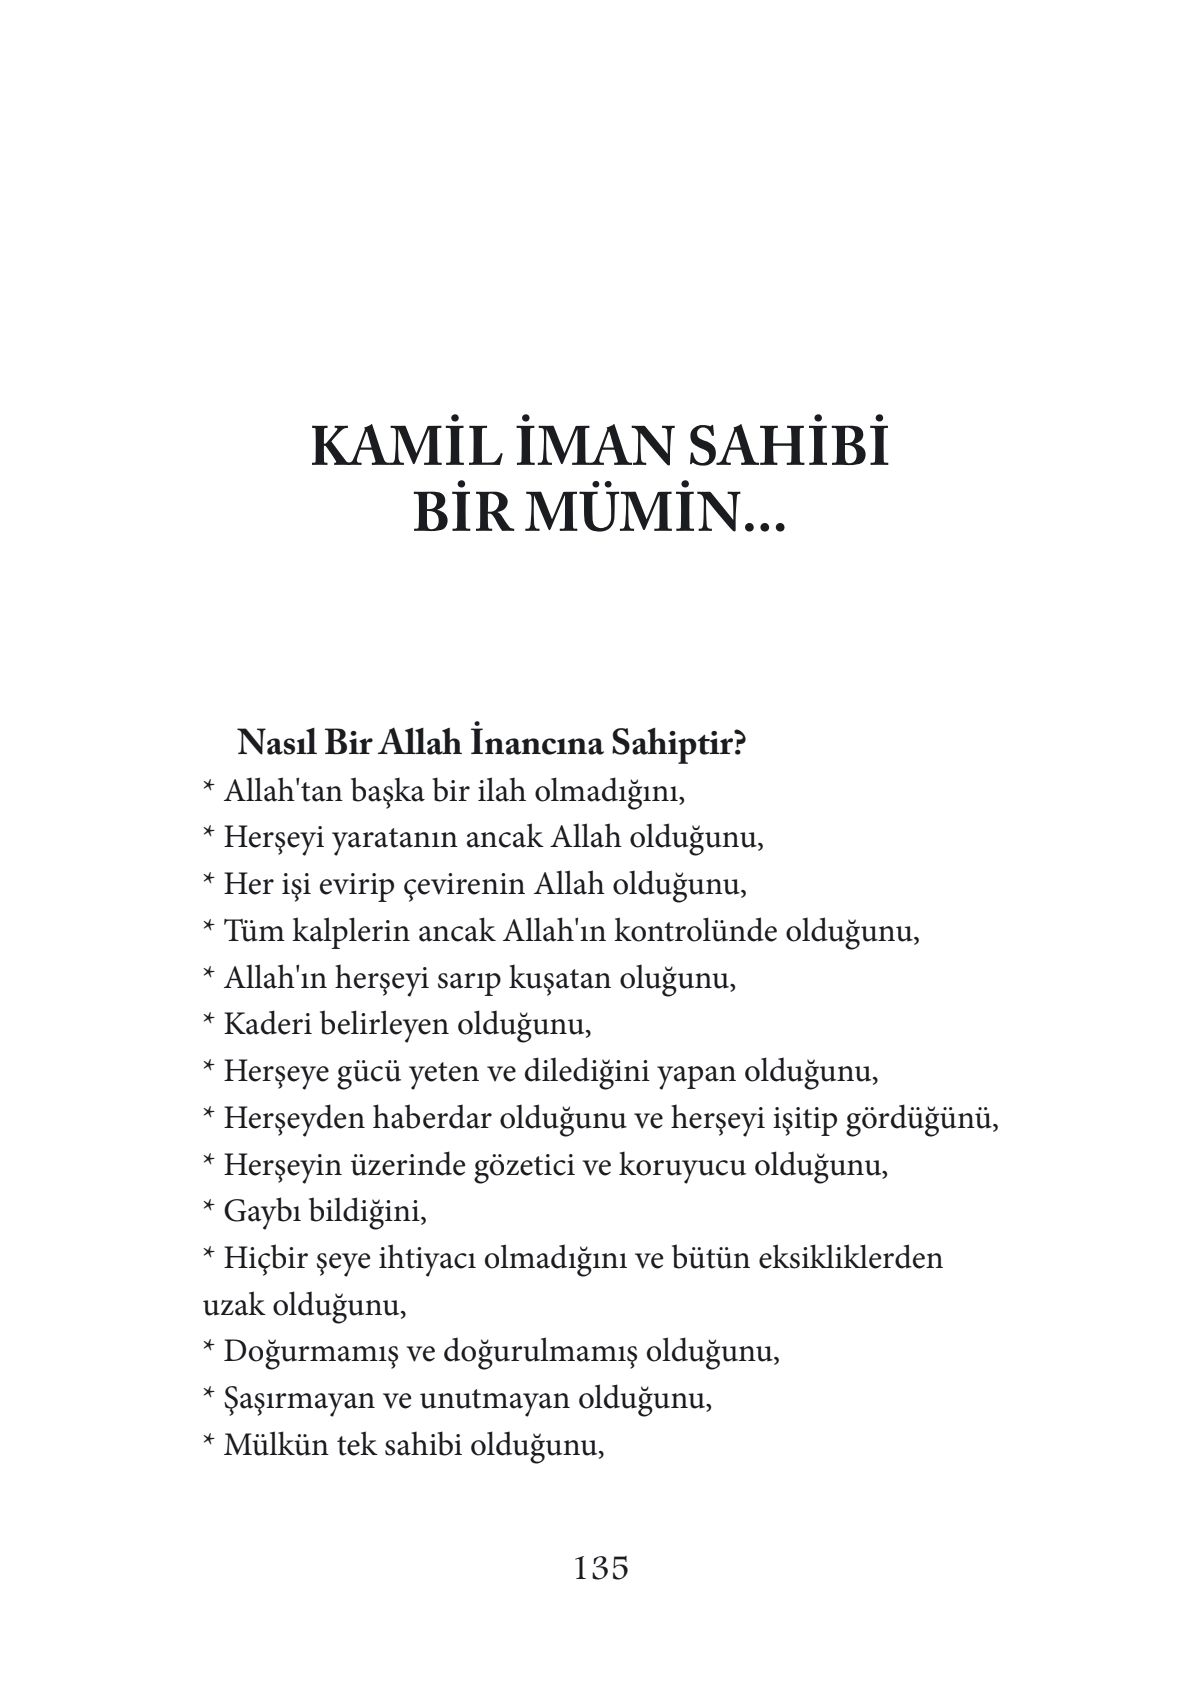 KAMİL İMAN SAHİBİ
BİR MÜMİN...
Nasıl Bir Allah İnancına Sahiptir?
* Allah'tan başka bir ilah olmadığını,
* Herşeyi yaratanın ancak Allah olduğunu,
* Her işi evirip çevirenin Allah olduğunu,
* Tüm kalplerin ancak Allah'ın kontrolünde olduğunu,
* Allah'ın herşeyi sarıp kuşatan oluğunu,
* Kaderi belirleyen olduğunu,
* Herşeye gücü yeten ve dilediğini yapan olduğunu,
* Herşeyden haberdar olduğunu ve herşeyi işitip gördüğünü,
* Herşeyin üzerinde gözetici ve koruyucu olduğunu,
* Gaybı bildiğini,
* Hiçbir şeye ihtiyacı olmadığını ve bütün eksikliklerden
uzak olduğunu,
* Doğurmamış ve doğurulmamış olduğunu,
* Şaşırmayan ve unutmayan olduğunu,
* Mülkün tek sahibi olduğunu,
135